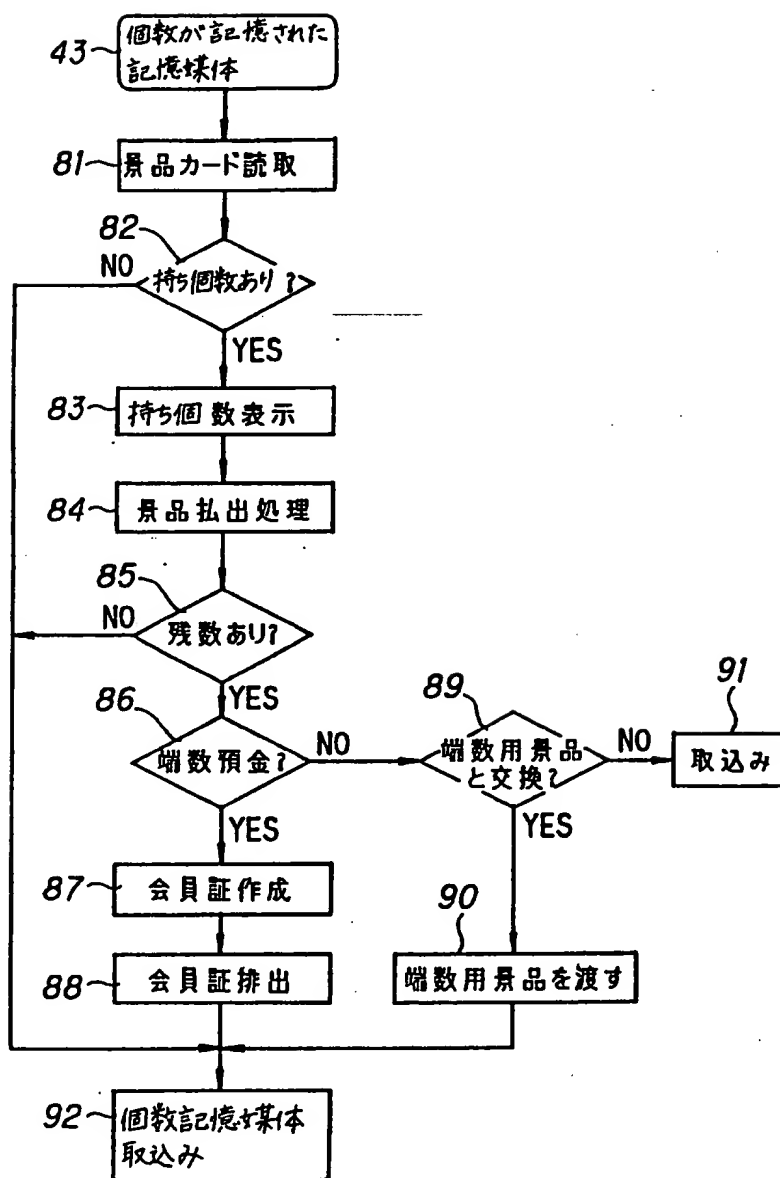 43
個数が記憶された
記憶媒体
81
景品カード読取
82
NO
持ち個数あり?
YES
83
持ち個数表示
84
景品払出処理
85
NO
残数あり?
YES
86
端数預金?
NO
YES
89
端数用景品
と交換?
NO
YES
91
取込み
87
会員証作成
88
会員証排出
90
端数用景品を渡す
92
個数記憶媒体
取込み